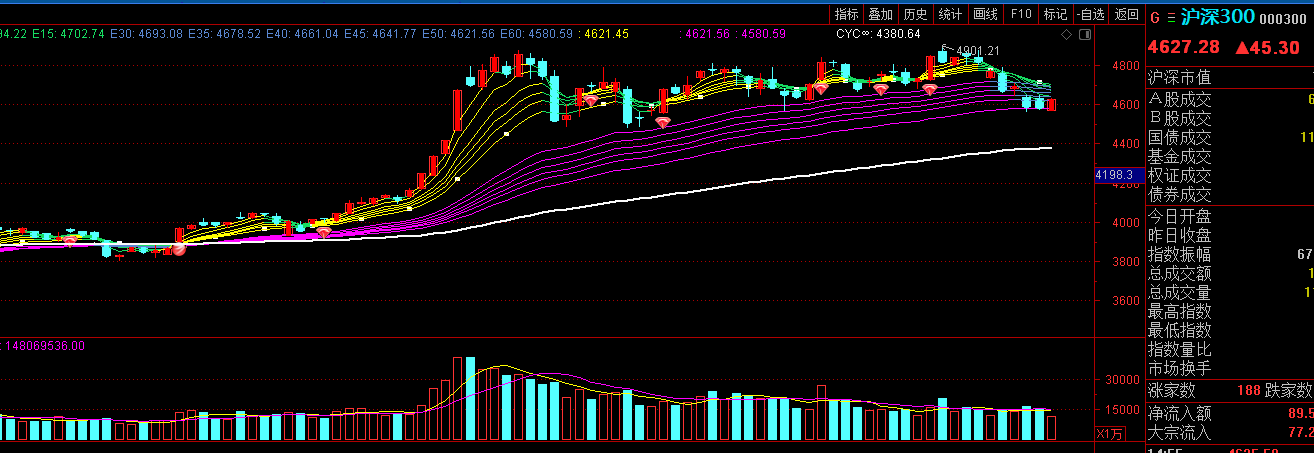 指标 叠加 历史 统计 画线 F10 标记 -自选 返回
G 沪深300 000300
94.22 E15: 4702.74 E30: 4693.08 E35: 4678.52 E40: 4661.04 E45: 4641.77 E50: 4621.56 E60: 4580.59 : 4621.45 : 4621.56 : 4580.59 CYC∞: 4380.64
4627.28 ▲45.30
4901.21
沪深市值
4800
4600
4400
4198.3
4200
4000
3800
3600
A股成交 6
B股成交
国债成交 11
基金成交
权证成交
债券成交
今日开盘
昨日收盘
指数振幅 67
总成交额 1
总成交量 11
最高指数
最低指数
指数量比
市场换手
: 148069536.00
30000
15000
X1万
涨家数 188 跌家数
净流入额 89.5
大宗流入 77.2